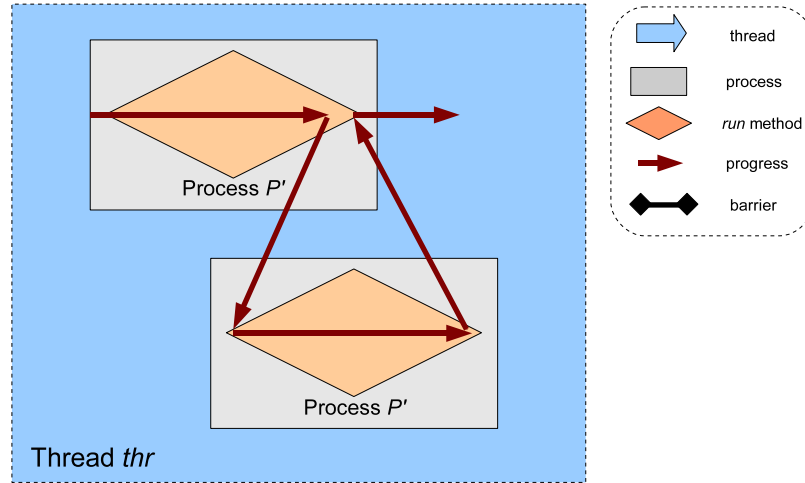 Process P'
Process P'
Thread thr
thread
process
run method
progress
barrier